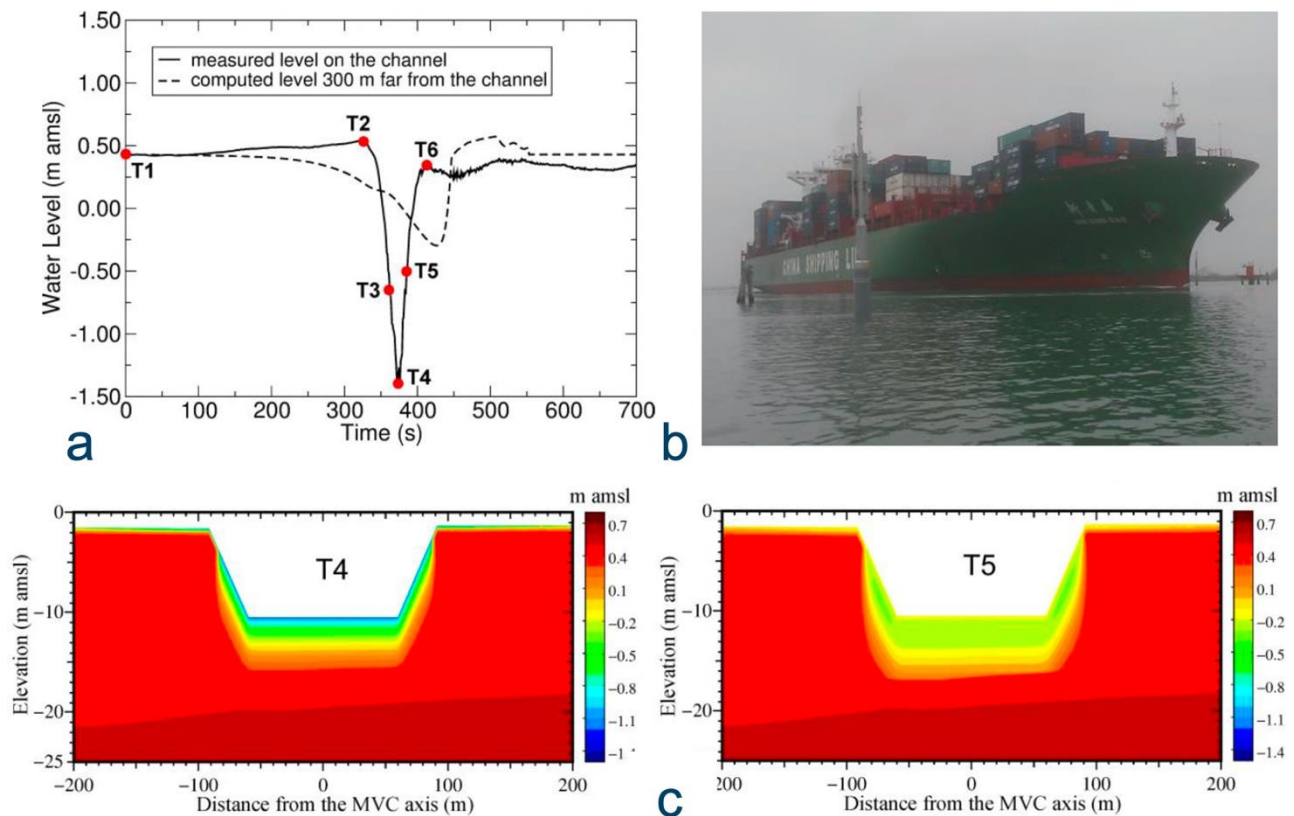 1.50
1.00
0.50
0.00
-0.50
-1.00
-1.50
Water Level (m amsl)
measured level on the channel
computed level 300 m far from the channel
T1
T2
T3
T4
T5
T6
0 100 200 300 400 500 600 700
Time (s)
a
CHINA SHIPPING LI
b
m amsl
0
−10
−20
−25
Elevation (m amsl)
T4
0.7
0.4
0.1
−0.2
−0.5
−0.8
−1.1
−200 −100 0 100 200
Distance from the MVC axis (m)
c
m amsl
0
−10
−20
−25
Elevation (m amsl)
T5
0.7
0.4
0.1
−0.2
−0.5
−0.8
−1.1
−1.4
200 −100 0 100 200
Distance from the MVC axis (m)